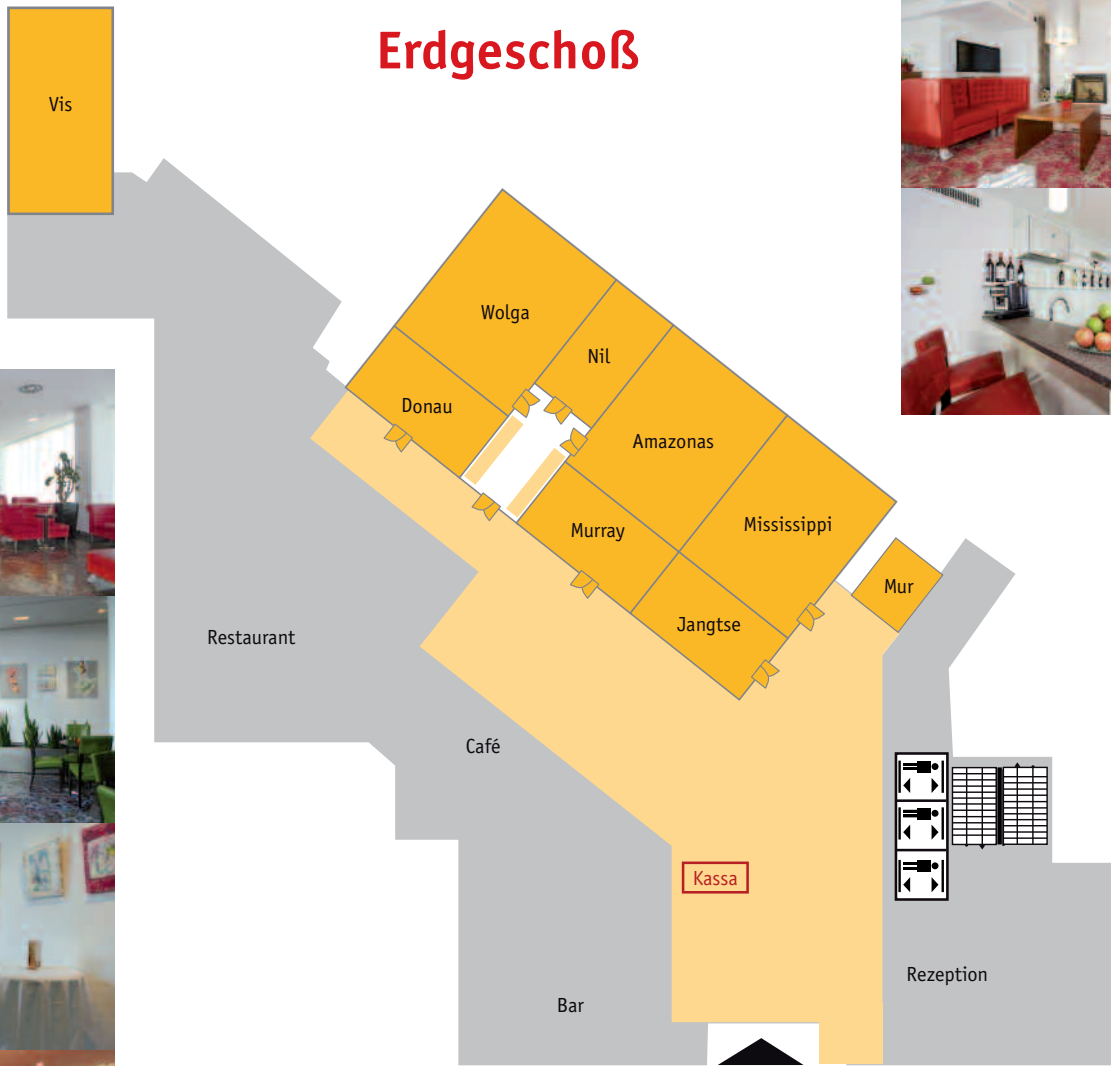 Erdgeschoß
Vis
Wolga
Nil
Donau
Amazonas
Mississippi
Murray
Mur
Jangtse
Restaurant
Café
Kassa
Rezeption
Bar